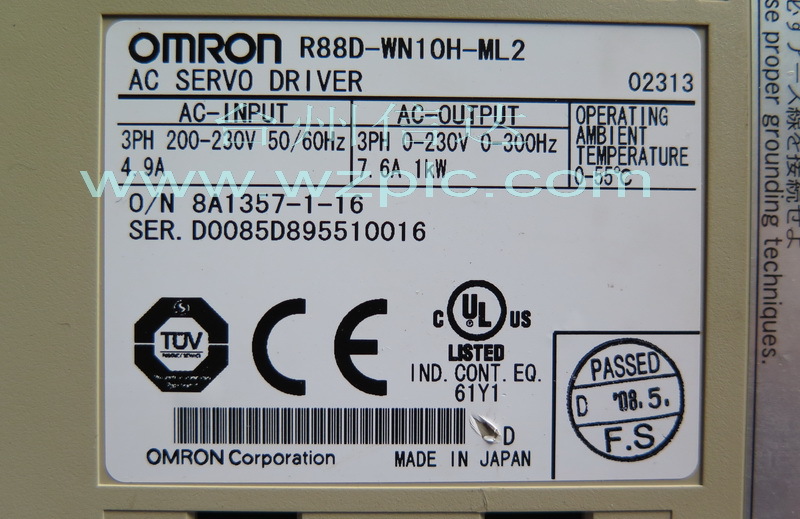 OMRON R88D-WN10H-ML2
AC SERVO DRIVER 02313
AC-INPUT AC-OUTPUT OPERATING
AMBIENT
TEMPERATURE
0-55℃
3PH 200-230V 50/60Hz 3PH 0-230V 0-300Hz
4.9A 7.6A 1kW
www.wzpic.com
O/N 8A1357-1-16
SER. D0085D895510016
TÜV
CE
C UL US
LISTED
IND. CONT. EQ.
61Y1
PASSED
D '08.5.
F.S
D
OMRON Corporation MADE IN JAPAN
se proper grounding techniques.